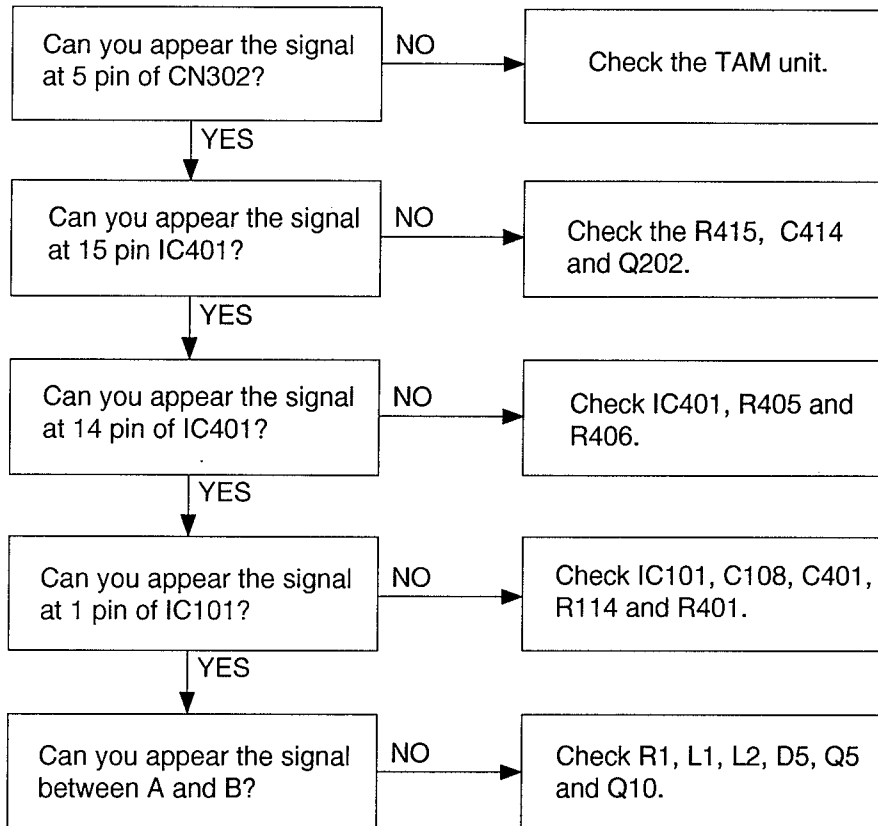 Can you appear the signal
at 5 pin of CN302?
NO
Check the TAM unit.
YES
Can you appear the signal
at 15 pin IC401?
NO
Check the R415, C414
and Q202.
YES
Can you appear the signal
at 14 pin of IC401?
NO
Check IC401, R405 and
R406.
YES
Can you appear the signal
at 1 pin of IC101?
NO
Check IC101, C108, C401,
R114 and R401.
YES
Can you appear the signal
between A and B?
NO
Check R1, L1, L2, D5, Q5
and Q10.